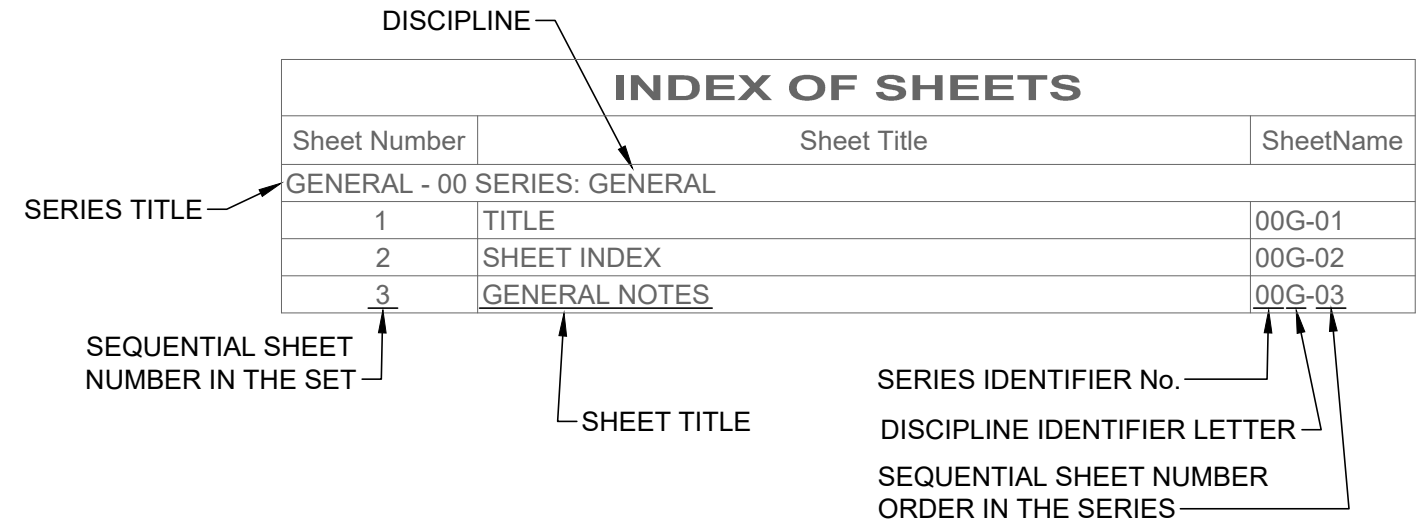 DISCIPLINE
INDEX OF SHEETS
Sheet Number Sheet Title SheetName
GENERAL - 00 SERIES: GENERAL
SERIES TITLE
1 TITLE 00G-01
2 SHEET INDEX 00G-02
3 GENERAL NOTES 00G-03
SEQUENTIAL SHEET
NUMBER IN THE SET
SERIES IDENTIFIER No.
SHEET TITLE
DISCIPLINE IDENTIFIER LETTER
SEQUENTIAL SHEET NUMBER
ORDER IN THE SERIES